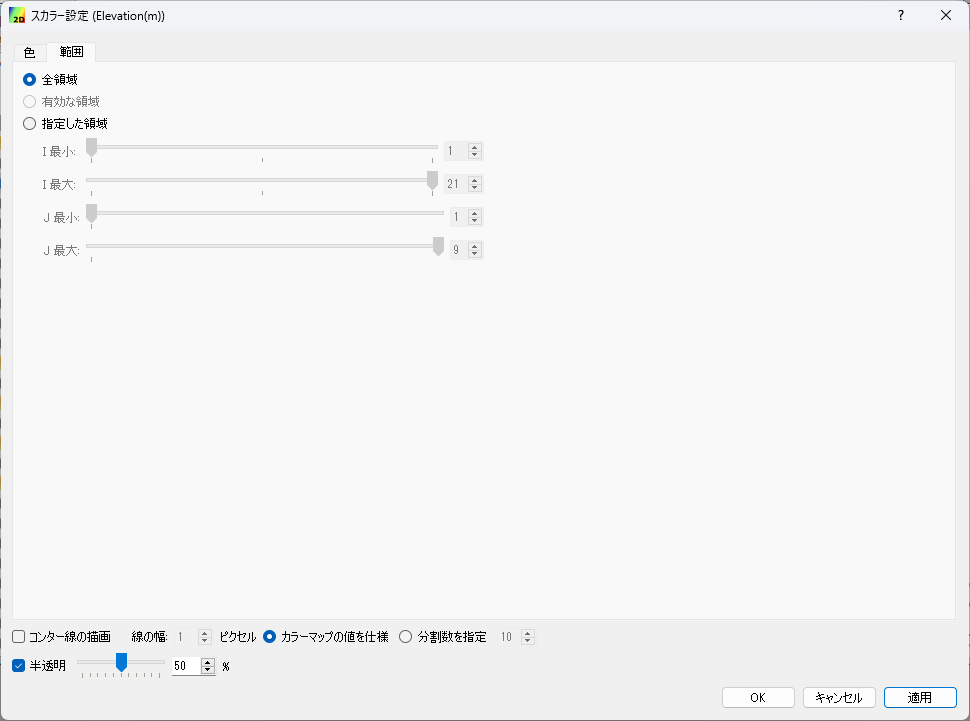 2D スカラー設定 (Elevation(m)) ?
色 範囲
全領域
有効な領域
指定した領域
I 最小: 1
I 最大: 21
J 最小: 1
J 最大: 9
コンター線の描画 線の幅: 1 ピクセル カラーマップの値を仕様 分割数を指定 10
半透明 50 %
OK キャンセル 適用